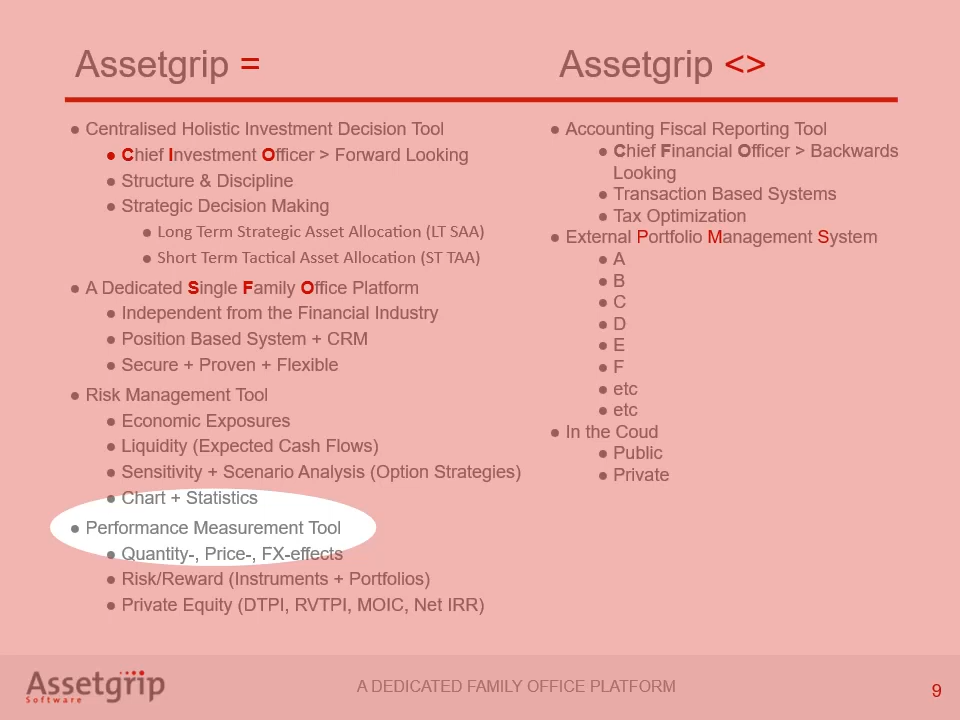 Assetgrip =
● Centralised Holistic Investment Decision Tool
● Chief Investment Officer > Forward Looking
● Structure & Discipline
● Strategic Decision Making
● Long Term Strategic Asset Allocation (LT SAA)
● Short Term Tactical Asset Allocation (ST TAA)
● A Dedicated Single Family Office Platform
● Independent from the Financial Industry
● Position Based System + CRM
● Secure + Proven + Flexible
● Risk Management Tool
● Economic Exposures
● Liquidity (Expected Cash Flows)
● Sensitivity + Scenario Analysis (Option Strategies)
● Chart + Statistics
● Performance Measurement Tool
● Quantity-, Price-, FX-effects
● Risk/Reward (Instruments + Portfolios)
● Private Equity (DTPI, RVTPI, MOIC, Net IRR)
Assetgrip <>
● Accounting Fiscal Reporting Tool
● Chief Financial Officer > Backwards
Looking
● Transaction Based Systems
● Tax Optimization
● External Portfolio Management System
● A
● B
● C
● D
● E
● F
● etc
● etc
● In the Coud
● Public
● Private
Assetgrip
Software
A DEDICATED FAMILY OFFICE PLATFORM
9